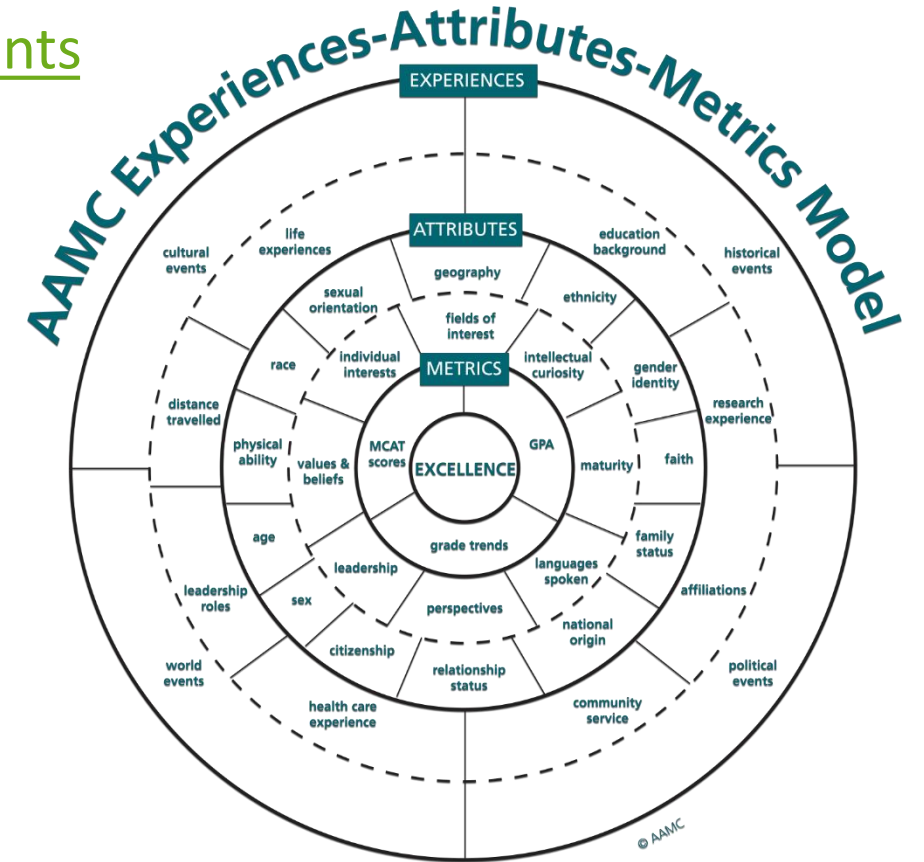 nts
AAMC Experiences-Attributes-Metrics Model
EXPERIENCES
cultural
events
life
experiences
education
background
historical
events
ATTRIBUTES
sexual
orientation
geography
ethnicity
race
individual
interests
fields of
interest
intellectual
curiosity
gender
identity
METRICS
distance
travelled
physical
ability
values &
beliefs
MCAT
scores
EXCELLENCE
GPA
maturity
faith
research
experience
age
leadership
grade trends
languages
spoken
family
status
leadership
roles
sex
perspectives
national
origin
affiliations
citizenship
relationship
status
world
events
political
events
health care
experience
community
service
© AAMC